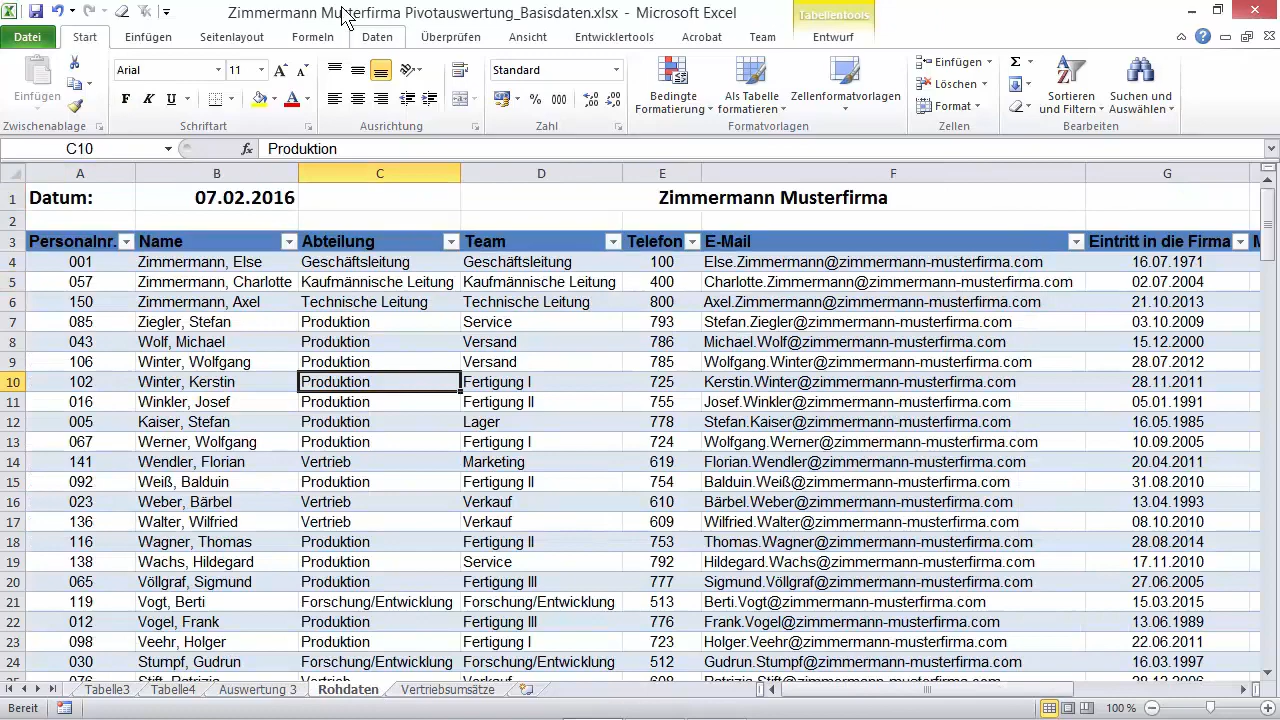 Zimmermann Musterfirma Pivotauswertung_Basisdaten.xlsx - Microsoft Excel
Tabellentools
Datei Start Einfügen Seitenlayout Formeln Daten Überprüfen Ansicht Entwicklertools Acrobat Team Entwurf
Einfügen
Arial 11
Standard
Bedingte Formatierung
Als Tabelle formatieren
Zellenformatvorlagen
Einfügen
Löschen
Format
Sortieren und Filtern
Suchen und Auswählen
Zwischenablage Schriftart Ausrichtung Zahl Formatvorlagen Zellen Bearbeiten
C10 fx Produktion
A B C D E F G
1 Datum: 07.02.2016 Zimmermann Musterfirma
2
3 Personalnr. Name Abteilung Team Telefon E-Mail Eintritt in die Firma
4 001 Zimmermann, Else Geschäftsleitung Geschäftsleitung 100 Else.Zimmermann@zimmermann-musterfirma.com 16.07.1971
5 057 Zimmermann, Charlotte Kaufmännische Leitung Kaufmännische Leitung 400 Charlotte.Zimmermann@zimmermann-musterfirma.com 02.07.2004
6 150 Zimmermann, Axel Technische Leitung Technische Leitung 800 Axel.Zimmermann@zimmermann-musterfirma.com 21.10.2013
7 085 Ziegler, Stefan Produktion Service 793 Stefan.Ziegler@zimmermann-musterfirma.com 03.10.2009
8 043 Wolf, Michael Produktion Versand 786 Michael.Wolf@zimmermann-musterfirma.com 15.12.2000
9 106 Winter, Wolfgang Produktion Versand 785 Wolfgang.Winter@zimmermann-musterfirma.com 28.07.2012
10 102 Winter, Kerstin Produktion Fertigung I 725 Kerstin.Winter@zimmermann-musterfirma.com 28.11.2011
11 016 Winkler, Josef Produktion Fertigung II 755 Josef.Winkler@zimmermann-musterfirma.com 05.01.1991
12 005 Kaiser, Stefan Produktion Lager 778 Stefan.Kaiser@zimmermann-musterfirma.com 16.05.1985
13 067 Werner, Wolfgang Produktion Fertigung I 724 Wolfgang.Werner@zimmermann-musterfirma.com 10.09.2005
14 141 Wendler, Florian Vertrieb Marketing 619 Florian.Wendler@zimmermann-musterfirma.com 20.04.2011
15 092 Weiß, Balduin Produktion Fertigung II 754 Balduin.Weiß@zimmermann-musterfirma.com 31.08.2010
16 023 Weber, Bärbel Vertrieb Verkauf 610 Bärbel.Weber@zimmermann-musterfirma.com 13.04.1993
17 136 Walter, Wilfried Vertrieb Verkauf 609 Wilfried.Walter@zimmermann-musterfirma.com 08.10.2010
18 116 Wagner, Thomas Produktion Fertigung II 753 Thomas.Wagner@zimmermann-musterfirma.com 28.08.2014
19 138 Wachs, Hildegard Produktion Service 792 Hildegard.Wachs@zimmermann-musterfirma.com 17.11.2010
20 065 Völlgraf, Sigmund Produktion Fertigung III 777 Sigmund.Völlgraf@zimmermann-musterfirma.com 27.06.2005
21 119 Vogt, Berti Forschung/Entwicklung Forschung/Entwicklung 513 Berti.Vogt@zimmermann-musterfirma.com 15.03.2015
22 012 Vogel, Frank Produktion Fertigung III 776 Frank.Vogel@zimmermann-musterfirma.com 13.06.1989
23 098 Veehr, Holger Produktion Fertigung I 723 Holger.Veehr@zimmermann-musterfirma.com 22.06.2011
24 030 Stumpf, Gudrun Forschung/Entwicklung Forschung/Entwicklung 512 Gudrun.Stumpf@zimmermann-musterfirma.com 16.03.1997
Tabelle3 Tabelle4 Auswertung 3 Rohdaten Vertriebsumsätze
Bereit 100 %